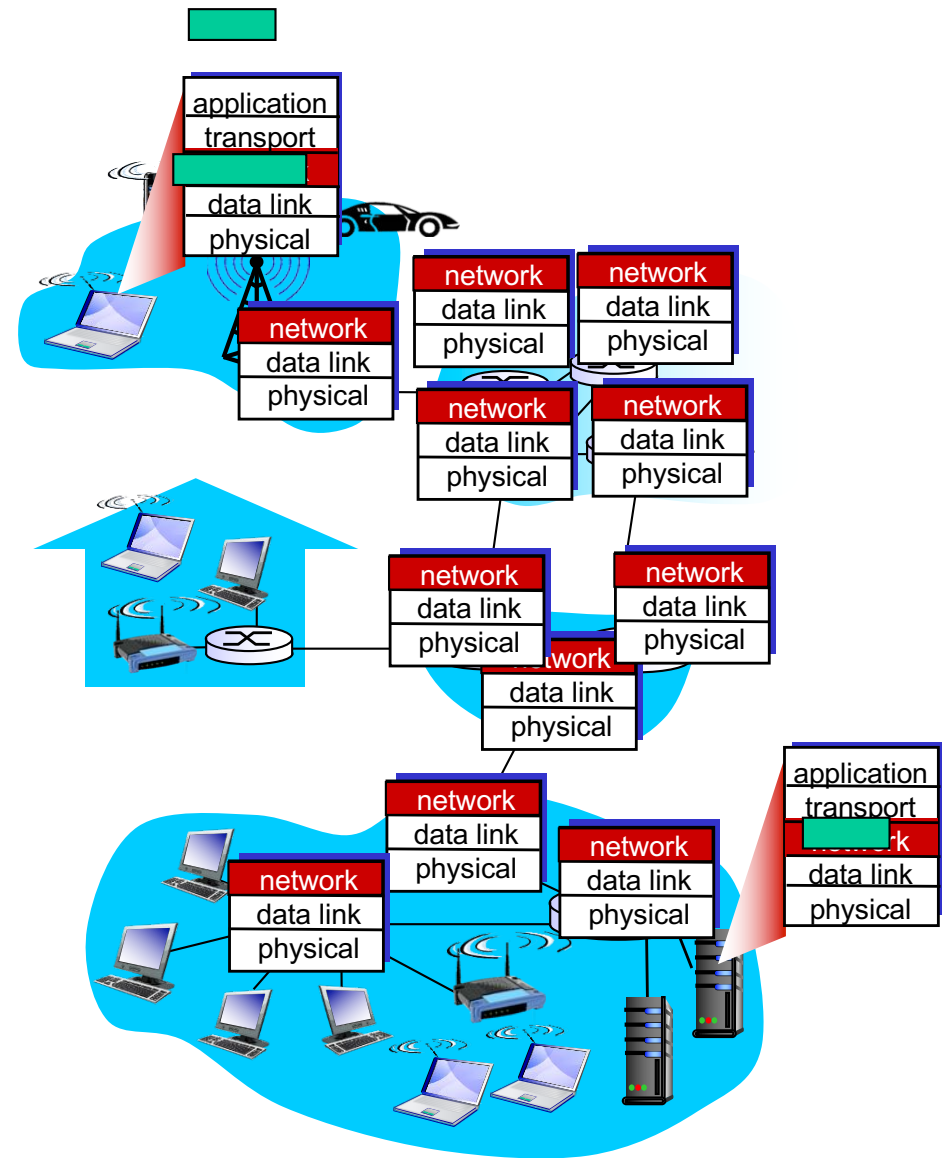 application
transport
data link
physical
network
data link
physical
network
data link
physical
network
data link
physical
network
data link
physical
network
data link
physical
network
data link
physical
network
data link
physical
network
data link
physical
application
transport
network
data link
physical
network
data link
physical
network
data link
physical
network
data link
physical